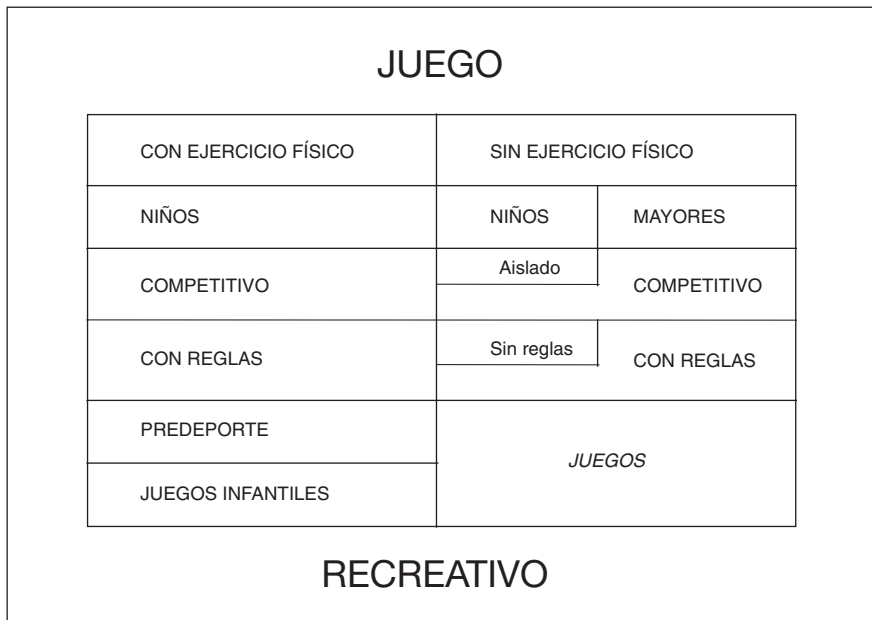 JUEGO
CON EJERCICIO FÍSICO SIN EJERCICIO FÍSICO
NIÑOS NIÑOS MAYORES
Aislado
COMPETITIVO COMPETITIVO
Sin reglas
CON REGLAS CON REGLAS
PREDEPORTE
JUEGOS
JUEGOS INFANTILES
RECREATIVO